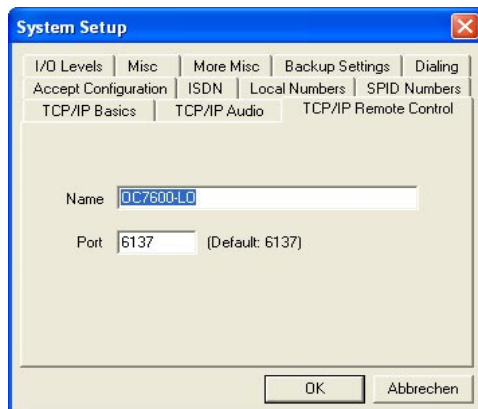 System Setup
I/O Levels Misc More Misc Backup Settings Dialing
Accept Configuration ISDN Local Numbers SPID Numbers
TCP/IP Basics TCP/IP Audio TCP/IP Remote Control
Name OC7600-LO
Port 6137 (Default: 6137)
OK Abbrechen